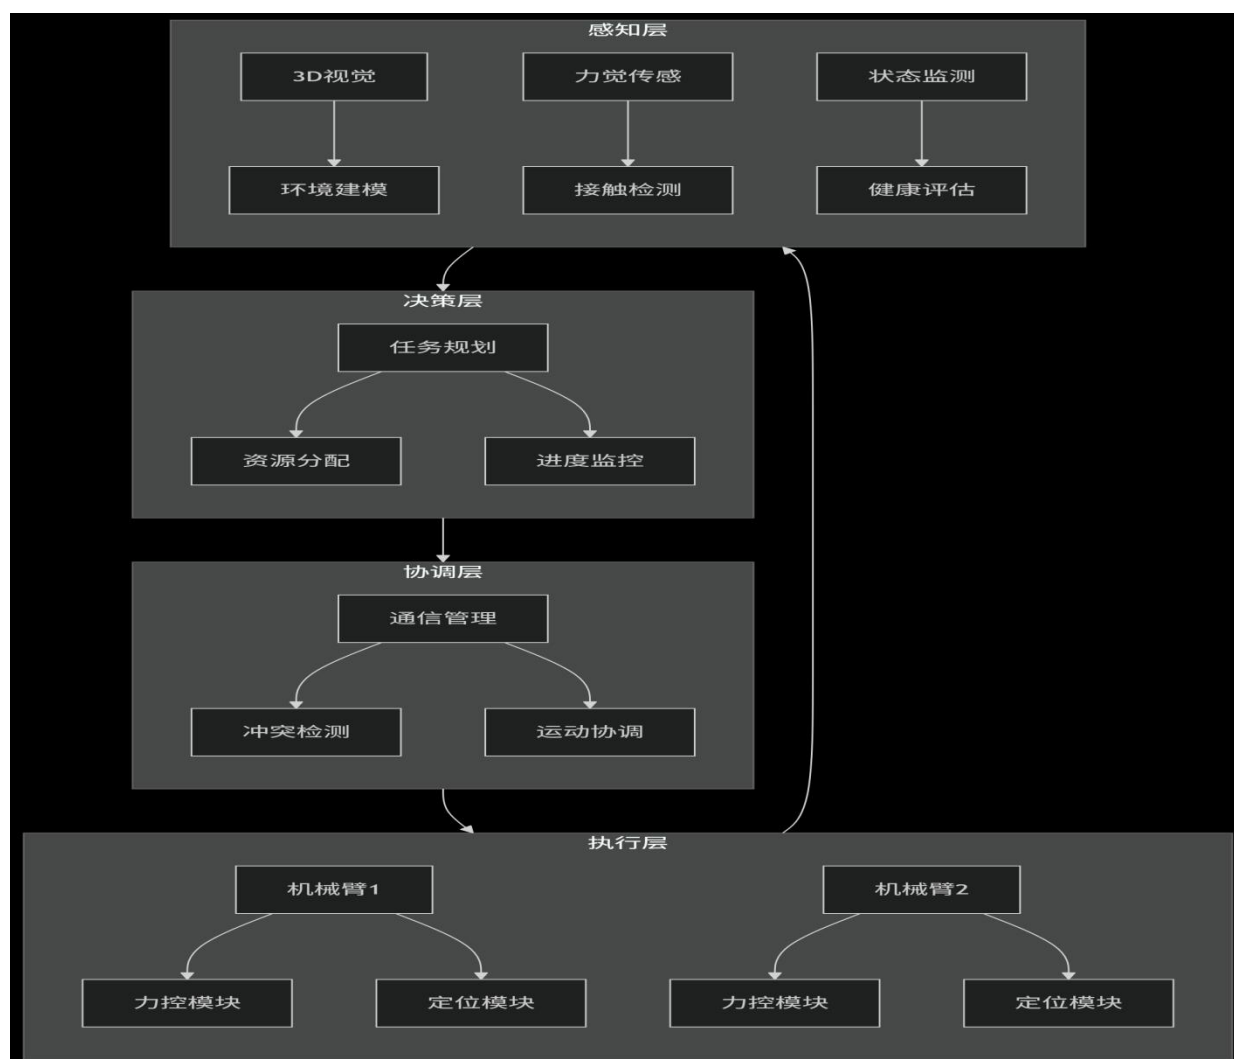 感知层
3D视觉
力觉传感
状态监测
环境建模
接触检测
健康评估
决策层
任务规划
资源分配
进度监控
协调层
通信管理
冲突检测
运动协调
执行层
机械臂1
机械臂2
力控模块
定位模块
力控模块
定位模块